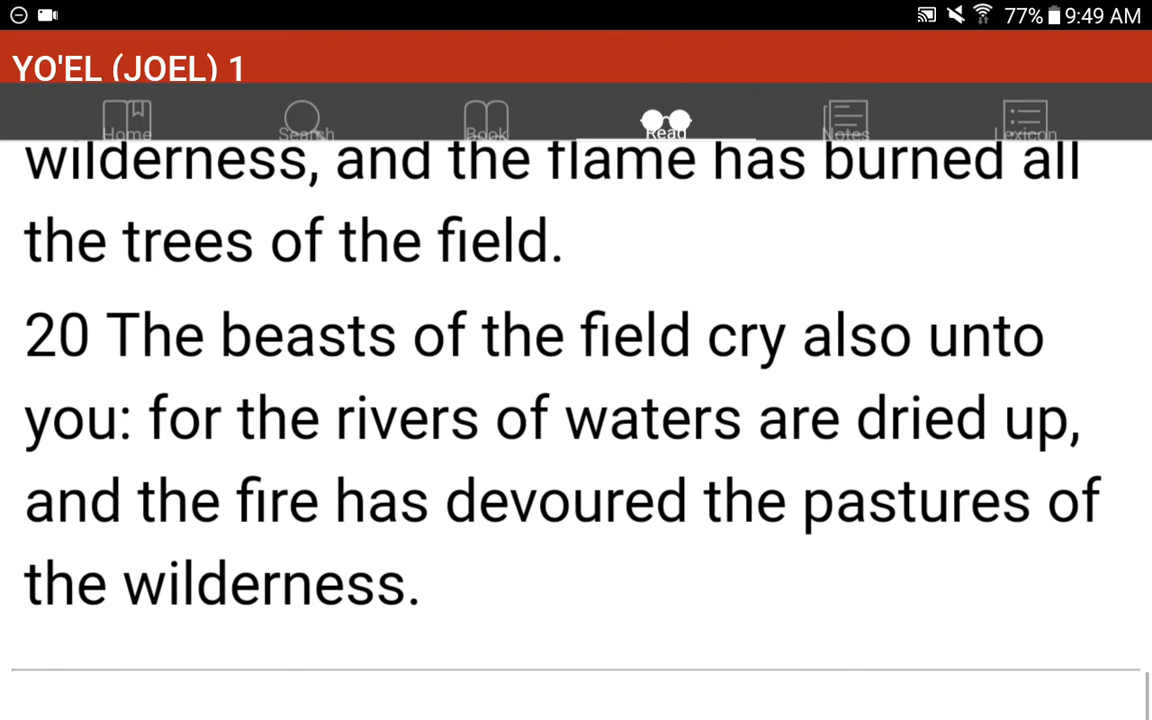 77% 9:49 AM
YO'EL (JOEL) 1
Home Search Book Read Notes Lexicon
wilderness, and the flame has burned all
the trees of the field.
20 The beasts of the field cry also unto
you: for the rivers of waters are dried up,
and the fire has devoured the pastures of
the wilderness.